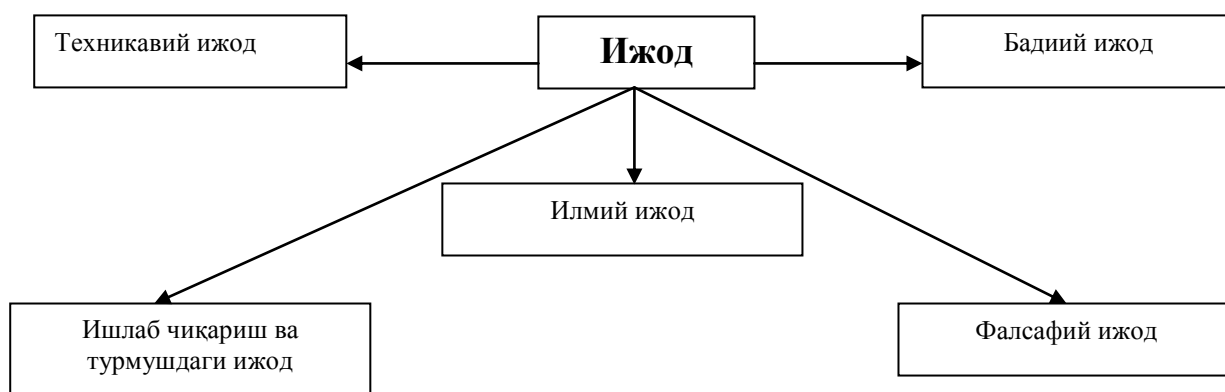 Техникавий ижод
Ижод
Бадиий ижод
Илмий ижод
Ишлаб чиқариш ва
турмушдаги ижод
Фалсафий ижод